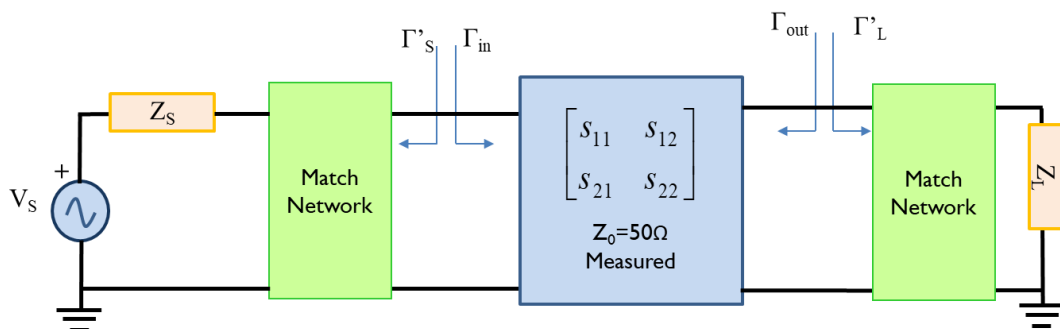 Γ'S Γin
Γout Γ'L
ZS
+
VS
Match
Network
s11 s12
s21 s22
Z0=50Ω
Measured
Match
Network
ZL